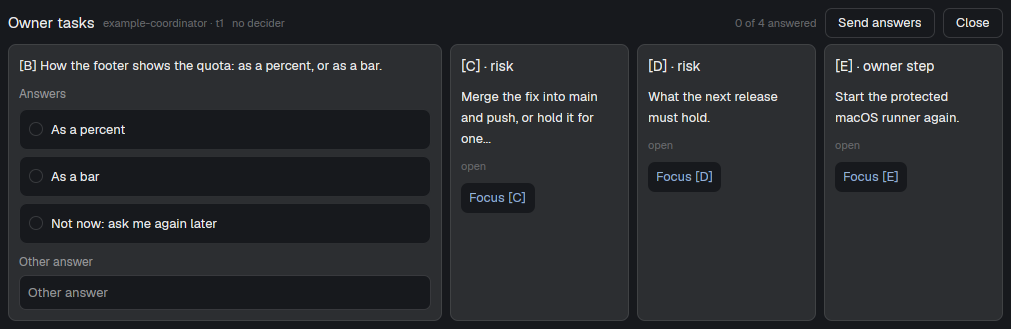 Owner tasks example-coordinator · t1 no decider 0 of 4 answered Send answers Close
[B] How the footer shows the quota: as a percent, or as a bar.
Answers
As a percent
As a bar
Not now: ask me again later
Other answer
Other answer
[C] · risk
Merge the fix into main
and push, or hold it for
one...
open
Focus [C]
[D] · risk
What the next release
must hold.
open
Focus [D]
[E] · owner step
Start the protected
macOS runner again.
open
Focus [E]